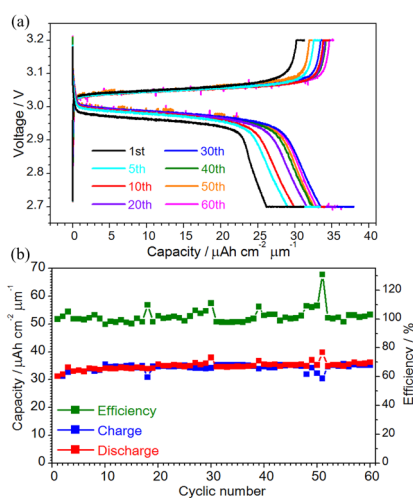 (a)
3.2
3.1
3.0
2.9
2.8
2.7
Voltage / V
1st
5th
10th
20th
30th
40th
50th
60th
0 5 10 15 20 25 30 35 40
Capacity / μAh cm⁻² μm⁻¹
(b)
70
60
50
40
30
20
10
0
Capacity / μAh cm⁻² μm⁻¹
120
100
80
60
40
20
0
Efficiency / %
Efficiency
Charge
Discharge
0 10 20 30 40 50 60
Cyclic number